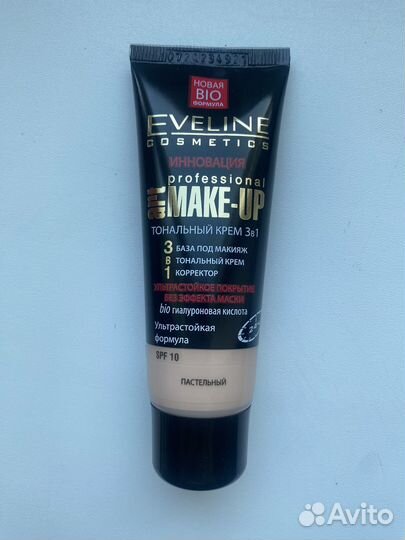 НОВАЯ
BIO
ФОРМУЛА
EVELINE
COSMETICS
ИННОВАЦИЯ
art professional
MAKE-UP
ТОНАЛЬНЫЙ КРЕМ 3в1
3 БАЗА ПОД МАКИЯЖ
В ТОНАЛЬНЫЙ КРЕМ
1 КОРРЕКТОР
УЛЬТРАСТОЙКОЕ ПОКРЫТИЕ
БЕЗ ЭФФЕКТА МАСКИ
bio гиалуроновая кислота
Ультрастойкая
формула
SPF 10
ПАСТЕЛЬНЫЙ
Avito